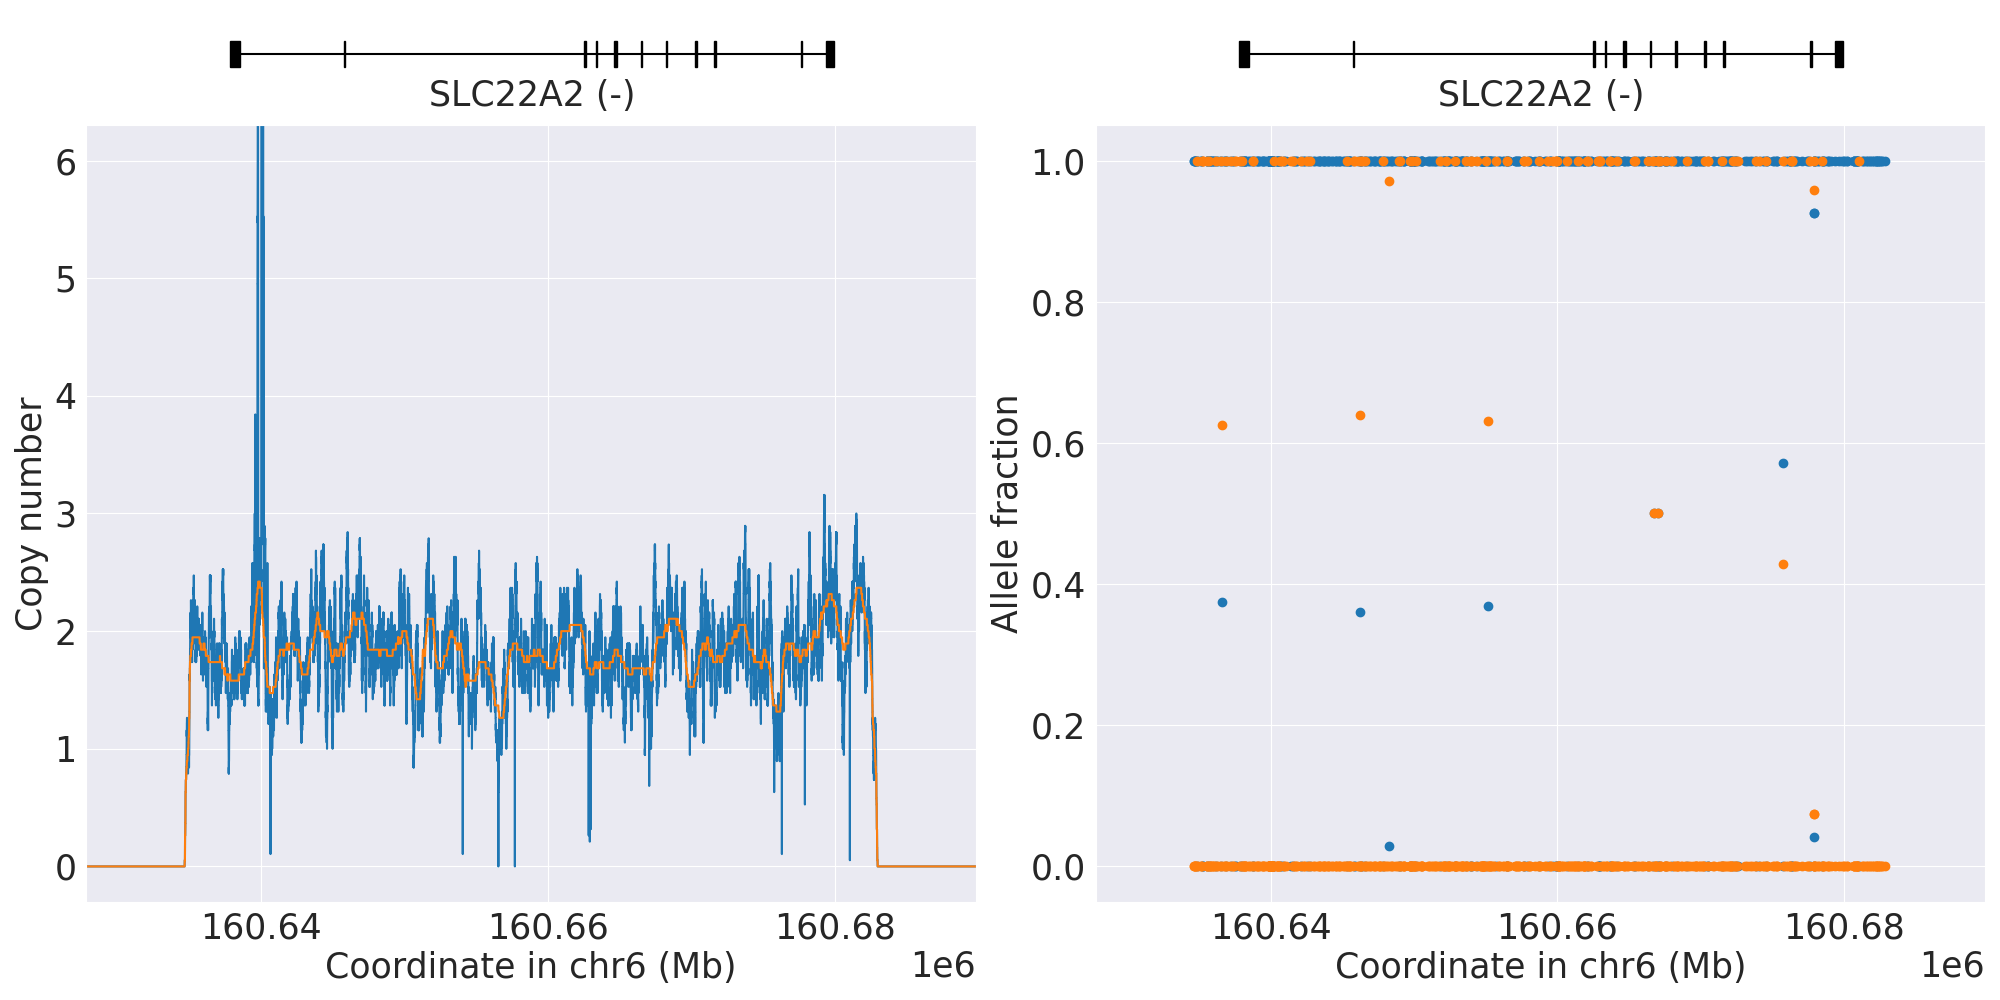 SLC22A2 (-)
SLC22A2 (-)
Copy number
6
5
4
3
2
1
0
160.64
160.66
160.68
Coordinate in chr6 (Mb)
1e6
Allele fraction
1.0
0.8
0.6
0.4
0.2
0.0
160.64
160.66
160.68
Coordinate in chr6 (Mb)
1e6